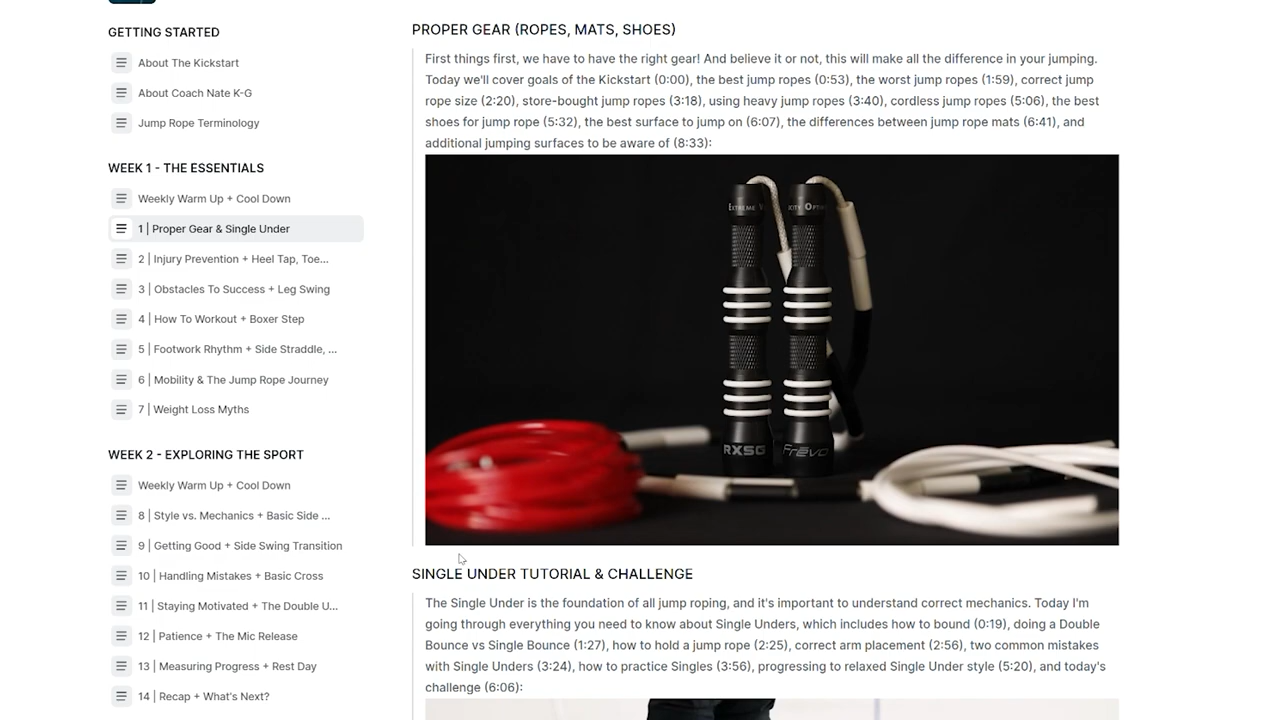 GETTING STARTED
About The Kickstart
About Coach Nate K-G
Jump Rope Terminology
WEEK 1 - THE ESSENTIALS
Weekly Warm Up + Cool Down
1 | Proper Gear & Single Under
2 | Injury Prevention + Heel Tap, Toe...
3 | Obstacles To Success + Leg Swing
4 | How To Workout + Boxer Step
5 | Footwork Rhythm + Side Straddle, ...
6 | Mobility & The Jump Rope Journey
7 | Weight Loss Myths
WEEK 2 - EXPLORING THE SPORT
Weekly Warm Up + Cool Down
8 | Style vs. Mechanics + Basic Side ...
9 | Getting Good + Side Swing Transition
10 | Handling Mistakes + Basic Cross
11 | Staying Motivated + The Double U...
12 | Patience + The Mic Release
13 | Measuring Progress + Rest Day
14 | Recap + What's Next?
PROPER GEAR (ROPES, MATS, SHOES)
First things first, we have to have the right gear! And believe it or not, this will make all the difference in your jumping.
Today we'll cover goals of the Kickstart (0:00), the best jump ropes (0:53), the worst jump ropes (1:59), correct jump
rope size (2:20), store-bought jump ropes (3:18), using heavy jump ropes (3:40), cordless jump ropes (5:06), the best
shoes for jump rope (5:32), the best surface to jump on (6:07), the differences between jump rope mats (6:41), and
additional jumping surfaces to be aware of (8:33):
EXTREME
RXSG
Frēvo
SINGLE UNDER TUTORIAL & CHALLENGE
The Single Under is the foundation of all jump roping, and it's important to understand correct mechanics. Today I'm
going through everything you need to know about Single Unders, which includes how to bound (0:19), doing a Double
Bounce vs Single Bounce (1:27), how to hold a jump rope (2:25), correct arm placement (2:56), two common mistakes
with Single Unders (3:24), how to practice Singles (3:56), progressing to relaxed Single Under style (5:20), and today's
challenge (6:06):